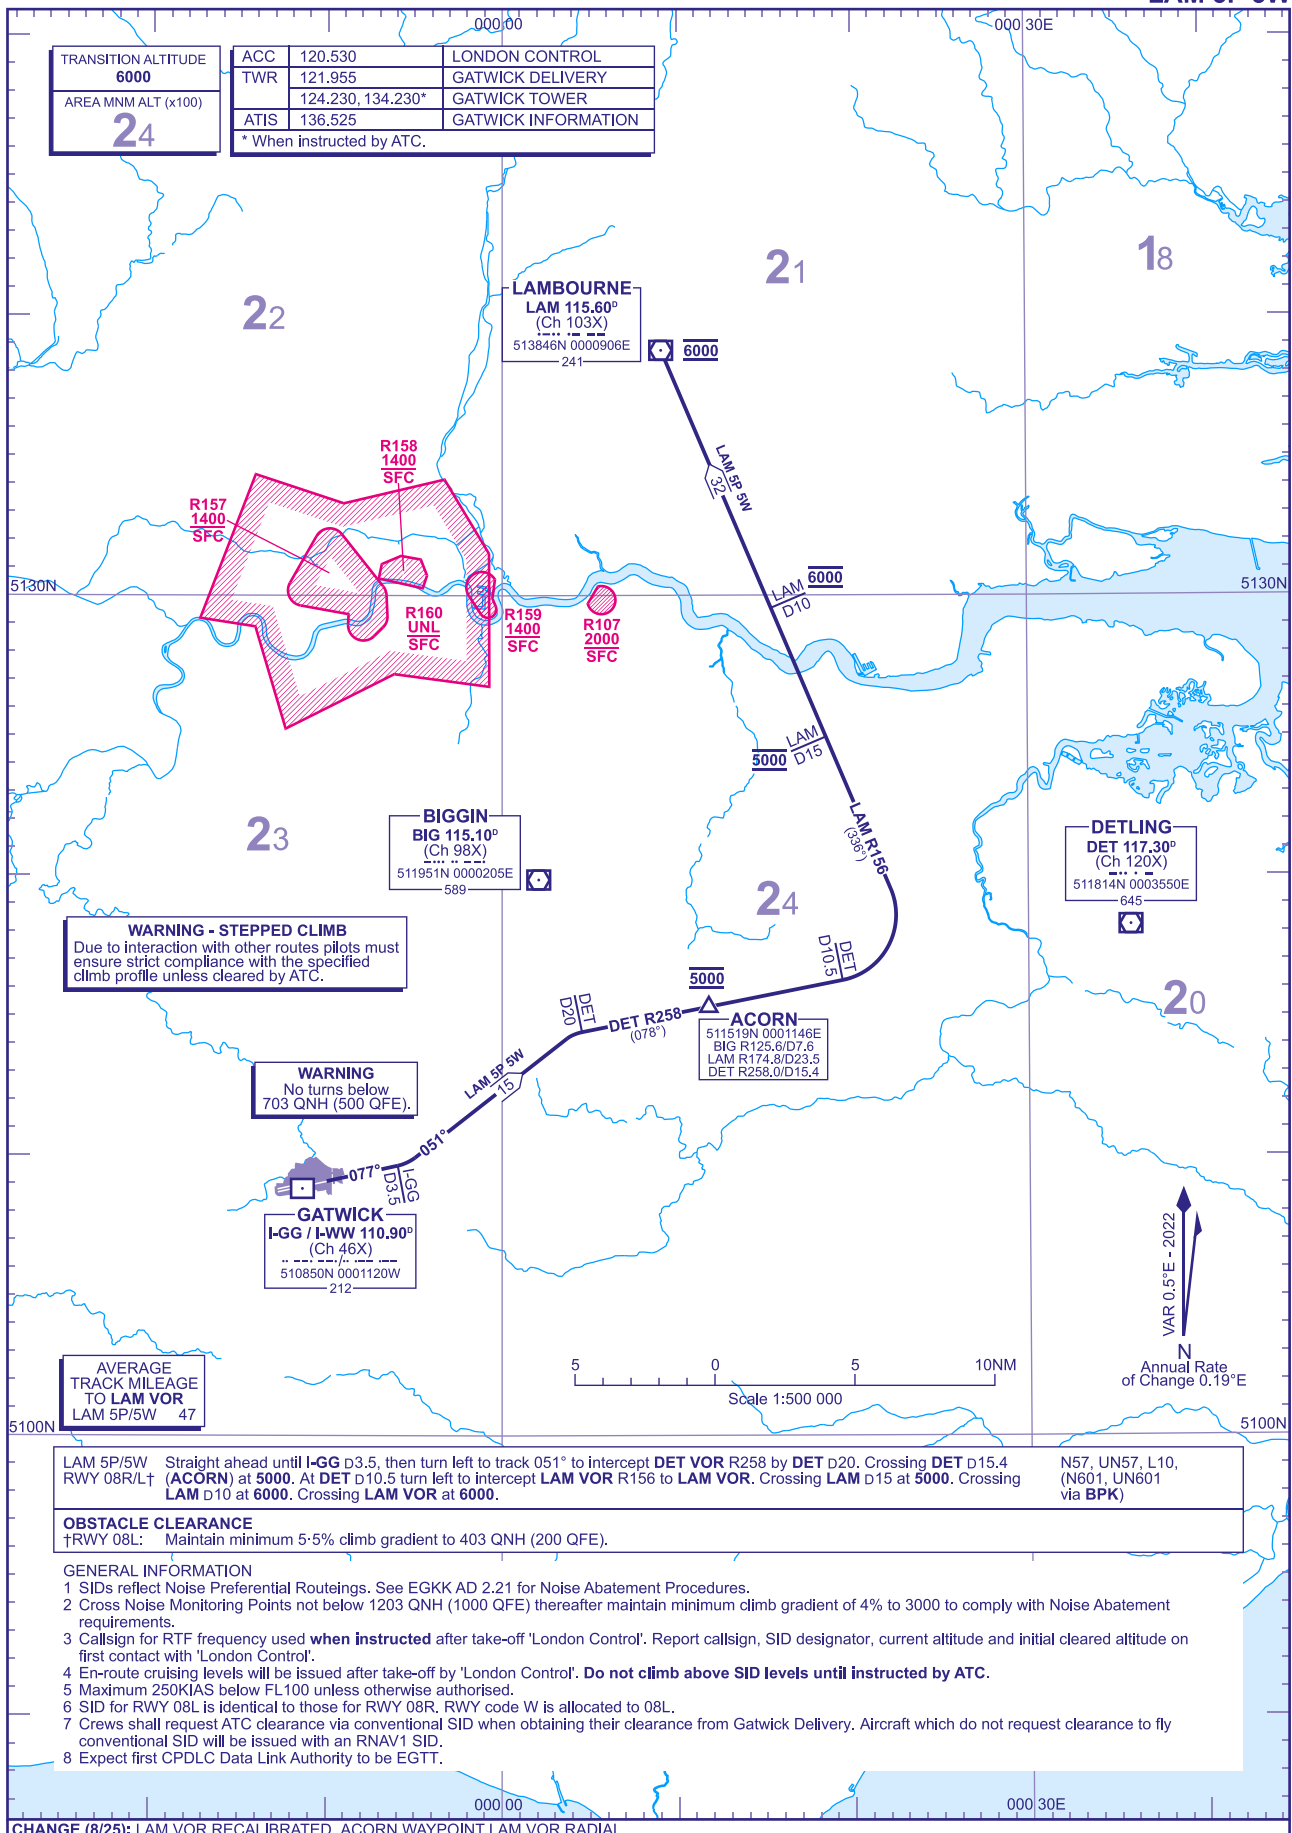 000 00
000 30E
TRANSITION ALTITUDE
6000
AREA MNM ALT (x100)
24
ACC 120.530 LONDON CONTROL
TWR 121.955 GATWICK DELIVERY
124.230, 134.230* GATWICK TOWER
ATIS 136.525 GATWICK INFORMATION
* When instructed by ATC.
21
18
22
LAMBOURNE
LAM 115.60ᴰ
(Ch 103X)
513846N 0000906E
241
6000
LAM 5P 5W
32
R158
1400
SFC
R157
1400
SFC
5130N
5130N
LAM
D10
6000
R160
UNL
SFC
R159
1400
SFC
R107
2000
SFC
LAM
D15
5000
LAM R156
(336°)
23
BIGGIN
BIG 115.10ᴰ
(Ch 98X)
511951N 0000205E
589
DETLING
DET 117.30ᴰ
(Ch 120X)
511814N 0003550E
645
24
WARNING - STEPPED CLIMB
Due to interaction with other routes pilots must
ensure strict compliance with the specified
climb profile unless cleared by ATC.
DET
D10.5
5000
20
DET
D20
DET R258
(078°)
ACORN
511519N 0001146E
BIG R125.6/D7.6
LAM R174.8/D23.5
DET R258.0/D15.4
WARNING
No turns below
703 QNH (500 QFE).
LAM 5P 5W
15
051°
077°
I-GG
D3.5
GATWICK
I-GG / I-WW 110.90ᴰ
(Ch 46X)
510850N 0001120W
212
VAR 0.5°E - 2022
N
Annual Rate
of Change 0.19°E
AVERAGE
TRACK MILEAGE
TO LAM VOR
LAM 5P/5W 47
5 0 5 10NM
Scale 1:500 000
5100N
5100N
LAM 5P/5W Straight ahead until I-GG D3.5, then turn left to track 051° to intercept DET VOR R258 by DET D20. Crossing DET D15.4 N57, UN57, L10,
RWY 08R/L† (ACORN) at 5000. At DET D10.5 turn left to intercept LAM VOR R156 to LAM VOR. Crossing LAM D15 at 5000. Crossing (N601, UN601
LAM D10 at 6000. Crossing LAM VOR at 6000. via BPK)
OBSTACLE CLEARANCE
†RWY 08L: Maintain minimum 5·5% climb gradient to 403 QNH (200 QFE).
GENERAL INFORMATION
1 SIDs reflect Noise Preferential Routeings. See EGKK AD 2.21 for Noise Abatement Procedures.
2 Cross Noise Monitoring Points not below 1203 QNH (1000 QFE) thereafter maintain minimum climb gradient of 4% to 3000 to comply with Noise Abatement
requirements.
3 Callsign for RTF frequency used when instructed after take-off 'London Control'. Report callsign, SID designator, current altitude and initial cleared altitude on
first contact with 'London Control'.
4 En-route cruising levels will be issued after take-off by 'London Control'. Do not climb above SID levels until instructed by ATC.
5 Maximum 250KIAS below FL100 unless otherwise authorised.
6 SID for RWY 08L is identical to those for RWY 08R. RWY code W is allocated to 08L.
7 Crews shall request ATC clearance via conventional SID when obtaining their clearance from Gatwick Delivery. Aircraft which do not request clearance to fly
conventional SID will be issued with an RNAV1 SID.
8 Expect first CPDLC Data Link Authority to be EGTT.
000 00
000 30E
CHANGE (8/25): LAM VOR RECALIBRATED. ACORN WAYPOINT LAM VOR RADIAL